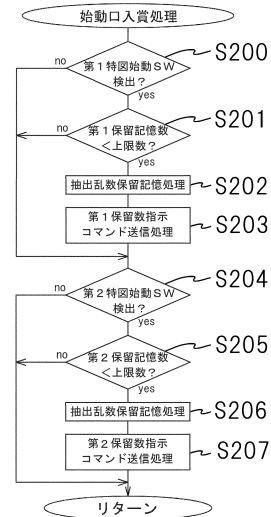 始動口入賞処理
S200
no
第1特図始動SW
検出?
yes
S201
no
第1保留記憶数
<上限数?
yes
抽出乱数保留記憶処理
S202
第1保留数指示
コマンド送信処理
S203
S204
no
第2特図始動SW
検出?
yes
S205
no
第2保留記憶数
<上限数?
yes
抽出乱数保留記憶処理
S206
第2保留数指示
コマンド送信処理
S207
リターン